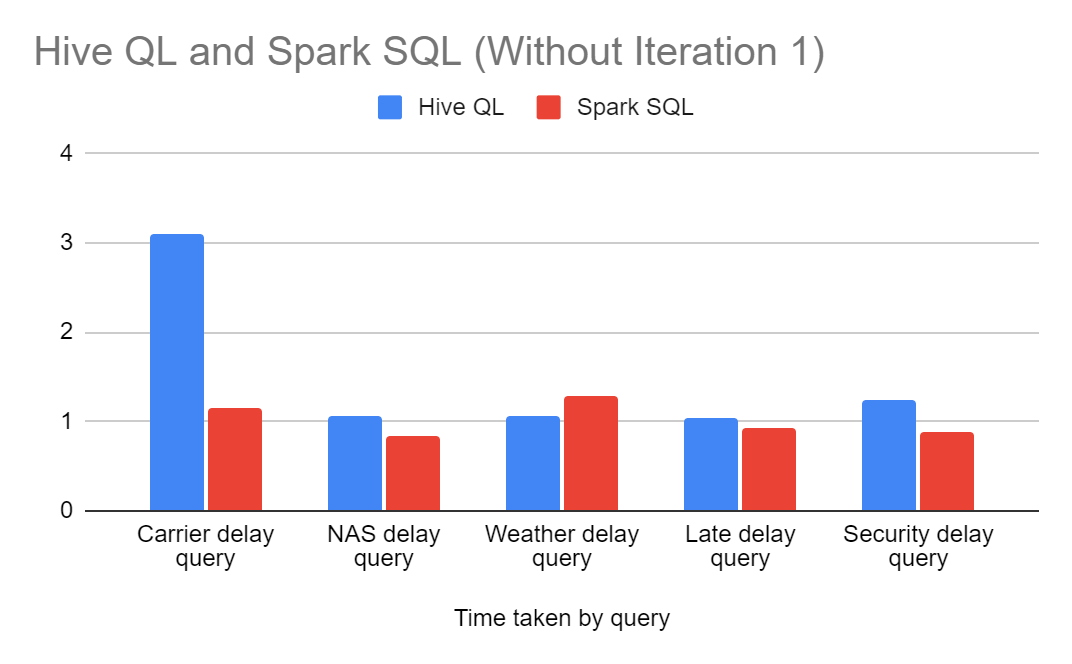 Hive QL and Spark SQL (Without Iteration 1)
Hive QL Spark SQL
4
3
2
1
0
Carrier delay query
NAS delay query
Weather delay query
Late delay query
Security delay query
Time taken by query